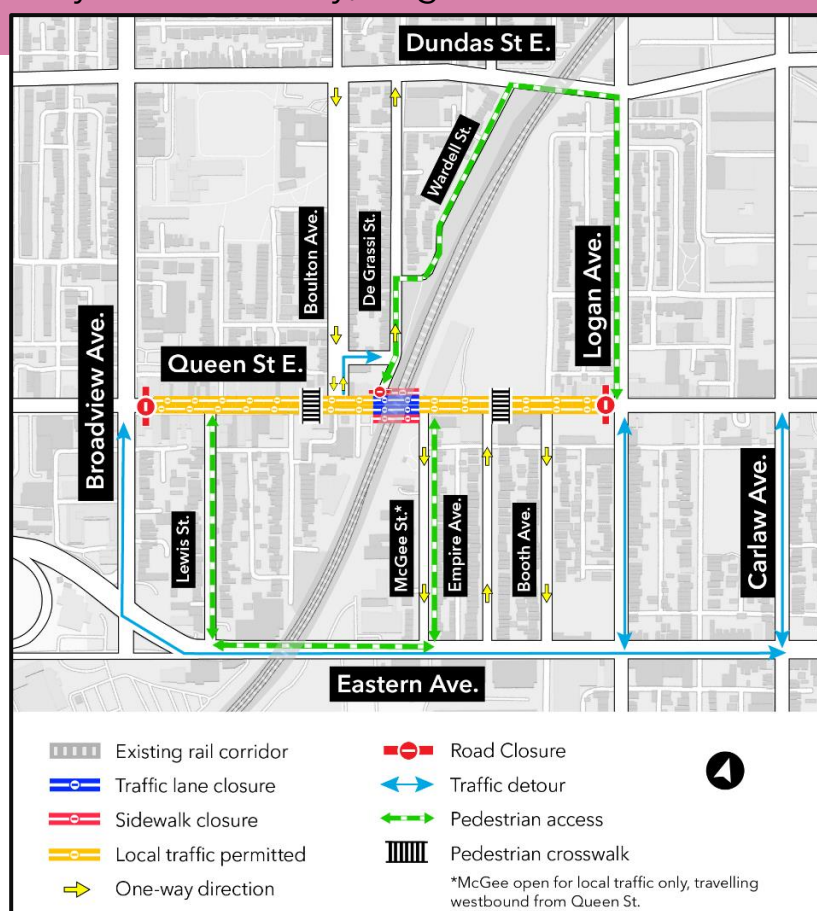 Dundas St E.
Wardell St.
Boulton Ave.
De Grassi St.
Logan Ave.
Queen St E.
Broadview Ave.
Lewis St.
McGee St.*
Empire Ave.
Booth Ave.
Carlaw Ave.
Eastern Ave.
Existing rail corridor
Traffic lane closure
Sidewalk closure
Local traffic permitted
One-way direction
Road Closure
Traffic detour
Pedestrian access
Pedestrian crosswalk
*McGee open for local traffic only, travelling
westbound from Queen St.